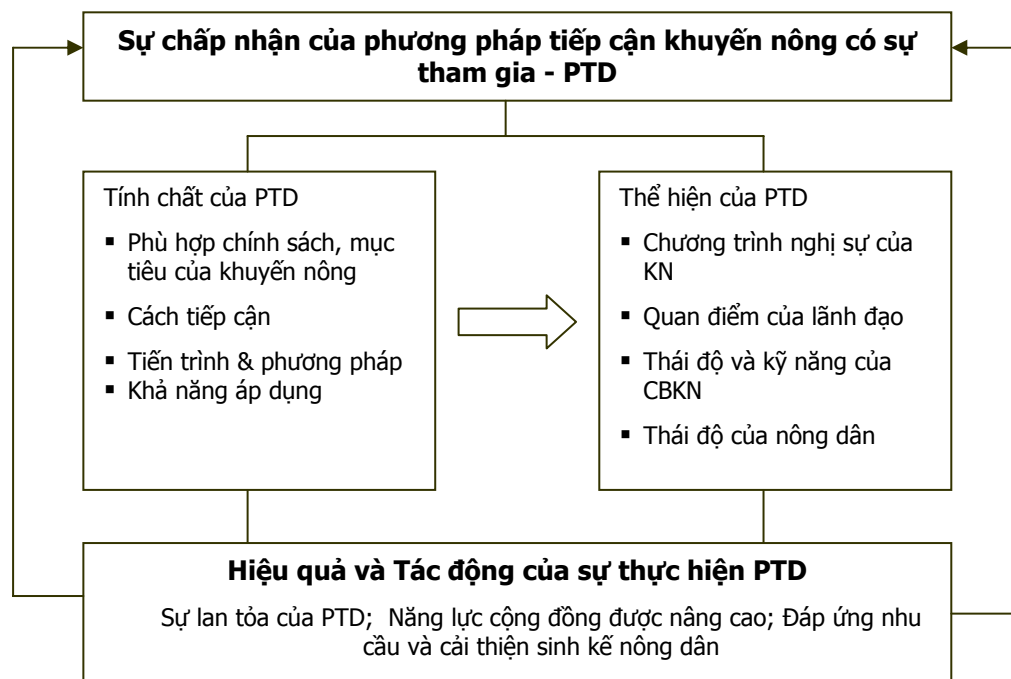 Sự chấp nhận của phương pháp tiếp cận khuyến nông có sự
tham gia - PTD
Tính chất của PTD
▪ Phù hợp chính sách, mục
tiêu của khuyến nông
▪ Cách tiếp cận
▪ Tiến trình & phương pháp
▪ Khả năng áp dụng
Thể hiện của PTD
▪ Chương trình nghị sự của
KN
▪ Quan điểm của lãnh đạo
▪ Thái độ và kỹ năng của
CBKN
▪ Thái độ của nông dân
Hiệu quả và Tác động của sự thực hiện PTD
Sự lan tỏa của PTD; Năng lực cộng đồng được nâng cao; Đáp ứng nhu
cầu và cải thiện sinh kế nông dân